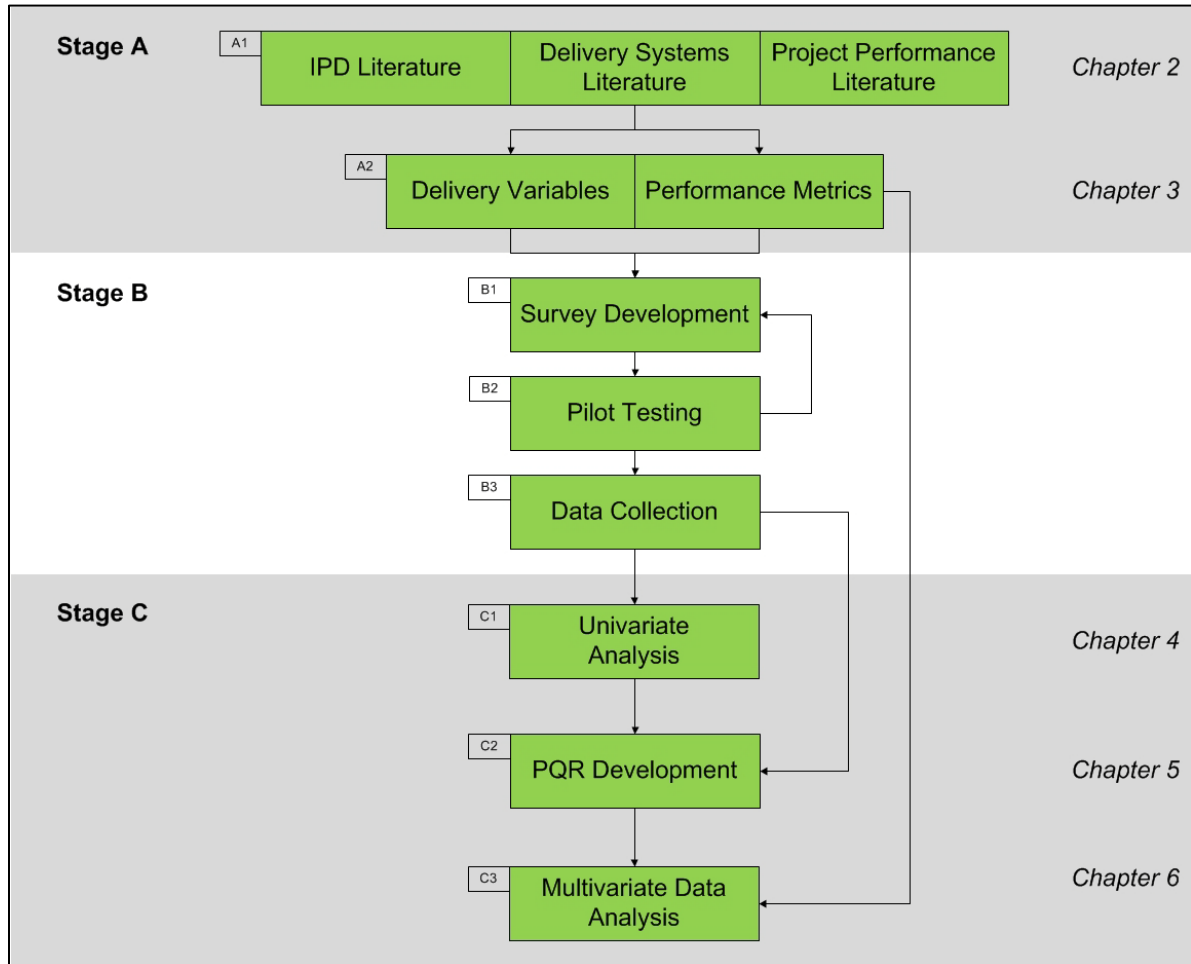 Stage A
A1
IPD Literature
Delivery Systems
Literature
Project Performance
Literature
Chapter 2
A2
Delivery Variables
Performance Metrics
Chapter 3
Stage B
B1
Survey Development
B2
Pilot Testing
B3
Data Collection
Stage C
C1
Univariate
Analysis
Chapter 4
C2
PQR Development
Chapter 5
C3
Multivariate Data
Analysis
Chapter 6